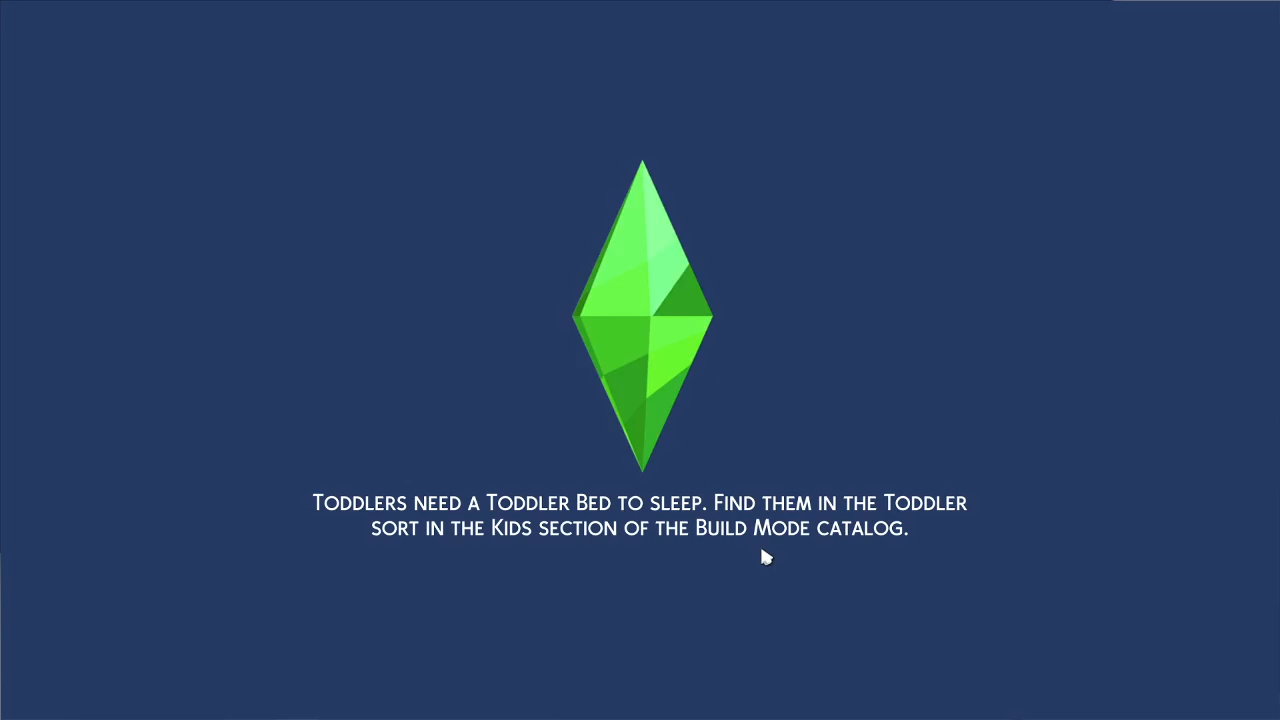 Toddlers need a Toddler Bed to sleep. Find them in the Toddler
sort in the Kids section of the Build Mode catalog.